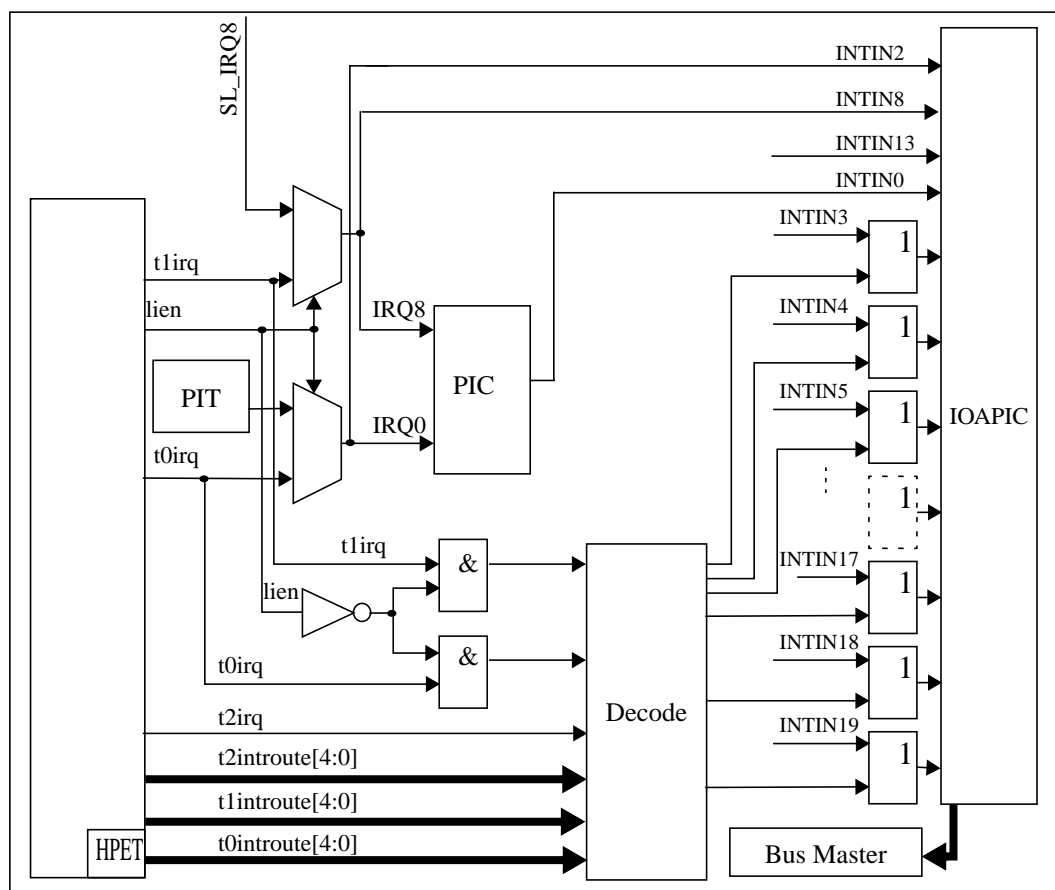 SL_IRQ8
INTIN2
INTIN8
INTIN13
INTIN0
INTIN3
1
t1irq
lien
IRQ8
INTIN4
1
PIT
PIC
INTIN5
1
IOAPIC
IRQ0
t0irq
1
t1irq
&
INTIN17
1
lien
&
t0irq
INTIN18
1
Decode
t2irq
INTIN19
1
t2introute[4:0]
t1introute[4:0]
t0introute[4:0]
HPET
Bus Master